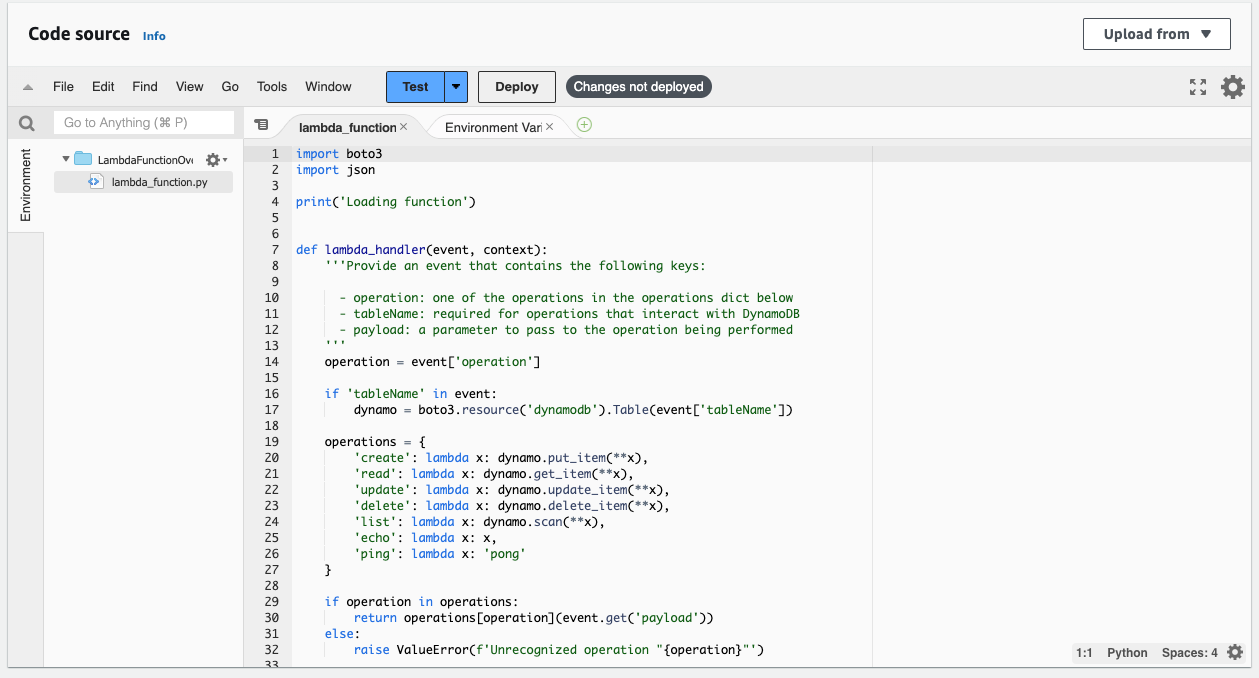 Code source Info
Upload from
File Edit Find View Go Tools Window Test Deploy Changes not deployed
Go to Anything (⌘ P)
lambda_function
Environment Vari
Environment
LambdaFunctionOve
lambda_function.py
1 import boto3
2 import json
3
4 print('Loading function')
5
6
7 def lambda_handler(event, context):
8     '''Provide an event that contains the following keys:
9
10       - operation: one of the operations in the operations dict below
11       - tableName: required for operations that interact with DynamoDB
12       - payload: a parameter to pass to the operation being performed
13     '''
14     operation = event['operation']
15
16     if 'tableName' in event:
17         dynamo = boto3.resource('dynamodb').Table(event['tableName'])
18
19     operations = {
20         'create': lambda x: dynamo.put_item(**x),
21         'read': lambda x: dynamo.get_item(**x),
22         'update': lambda x: dynamo.update_item(**x),
23         'delete': lambda x: dynamo.delete_item(**x),
24         'list': lambda x: dynamo.scan(**x),
25         'echo': lambda x: x,
26         'ping': lambda x: 'pong'
27     }
28
29     if operation in operations:
30         return operations[operation](event.get('payload'))
31     else:
32         raise ValueError(f'Unrecognized operation "{operation}"')
33
1:1 Python Spaces: 4